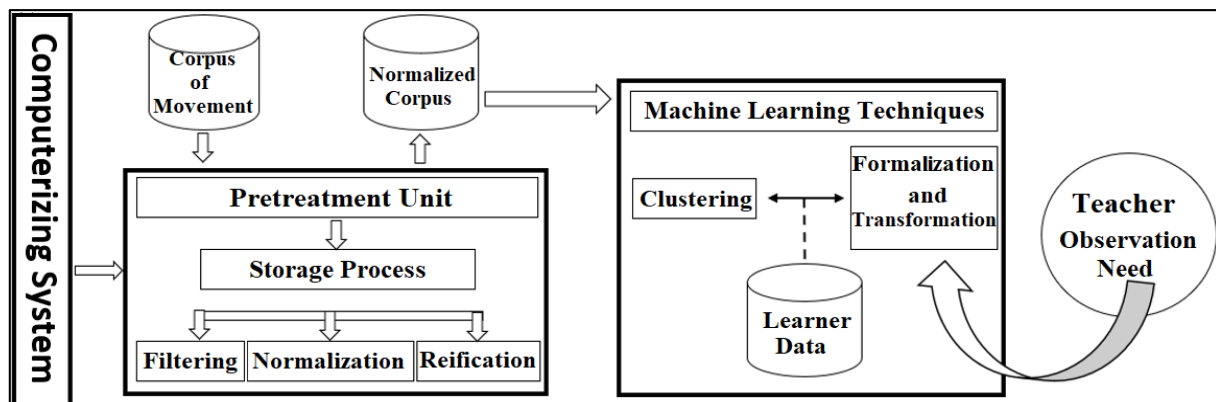 Computerizing System
Corpus
of
Movement
Normalized
Corpus
Pretreatment Unit
Storage Process
Filtering
Normalization
Reification
Machine Learning Techniques
Clustering
Formalization
and
Transformation
Learner
Data
Teacher
Observation
Need